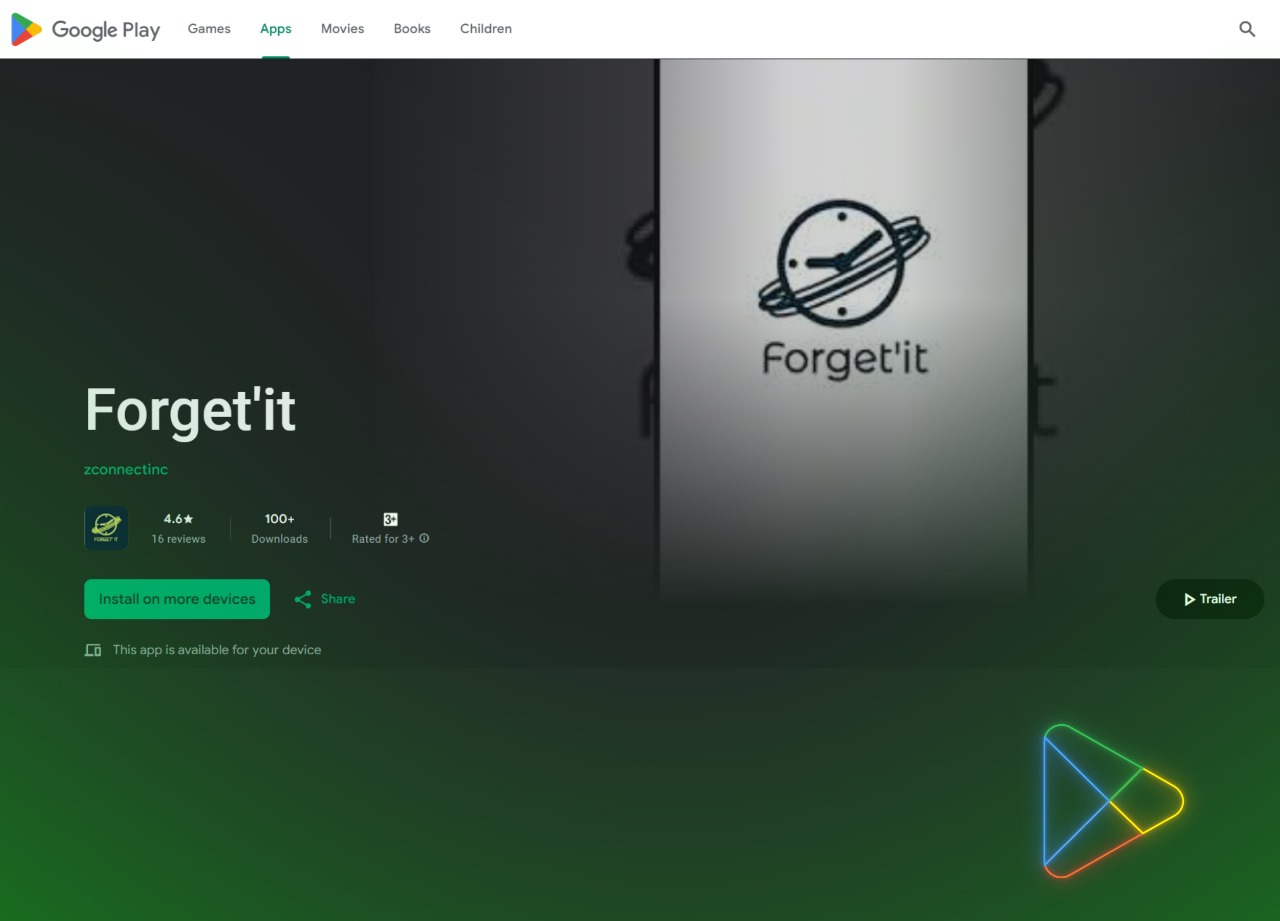 Google Play
Games
Apps
Movies
Books
Children
Forget'it
Forget'it
zconnectinc
FORGET'IT
4.6★
16 reviews
100+
Downloads
3+
Rated for 3+
Install on more devices
Share
Trailer
This app is available for your device